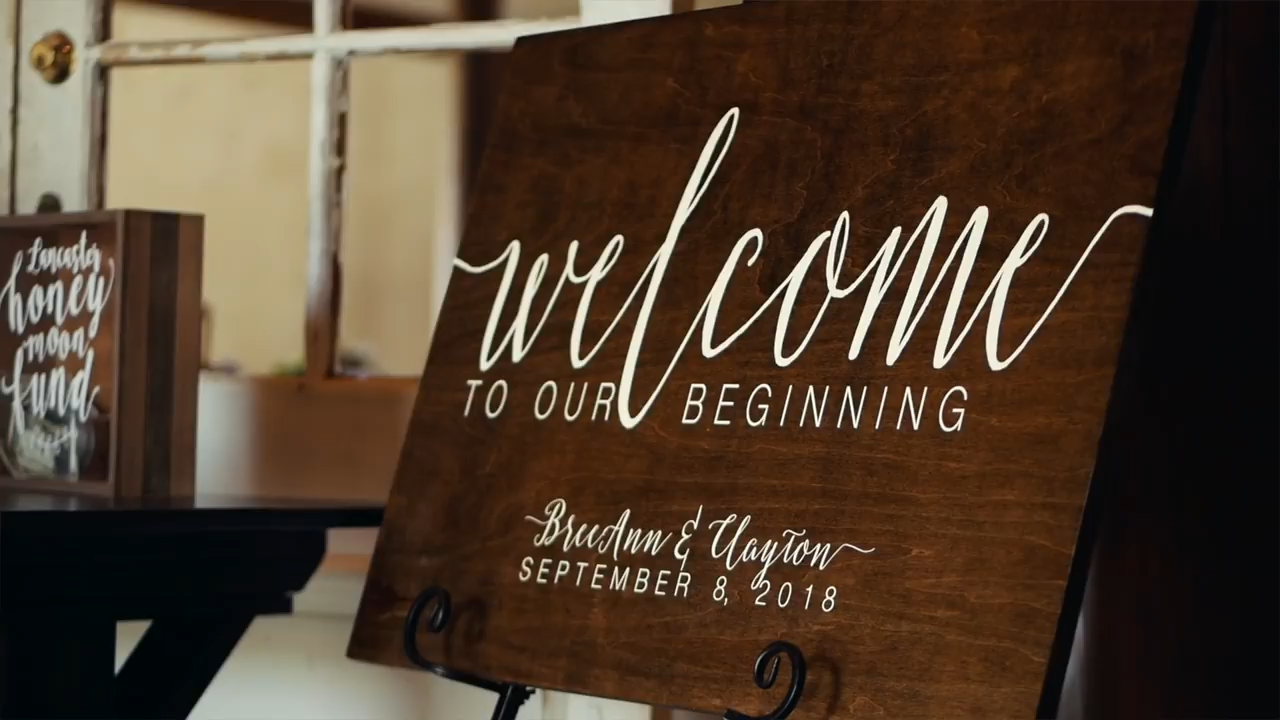 Lancaster
honey
moon
fund
welcome
TO OUR BEGINNING
BreeAnn & Clayton
SEPTEMBER 8, 2018